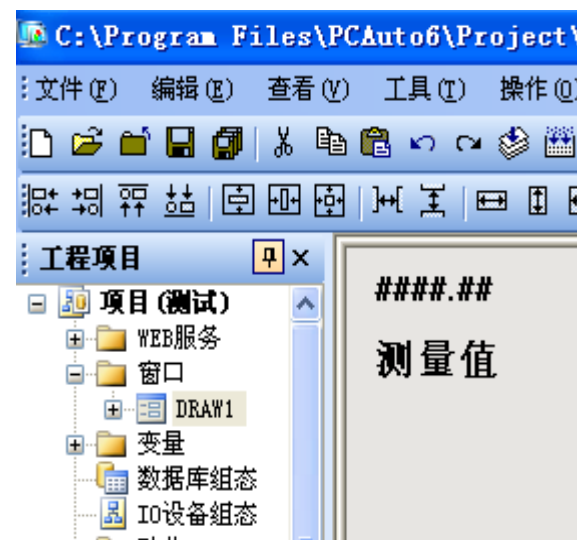 C:\Program Files\PCAuto6\Project\
文件(F) 编辑(E) 查看(V) 工具(T) 操作(O)
工程项目
项目(测试)
WEB服务
窗口
DRAW1
变量
数据库组态
IO设备组态
####.##
测量值